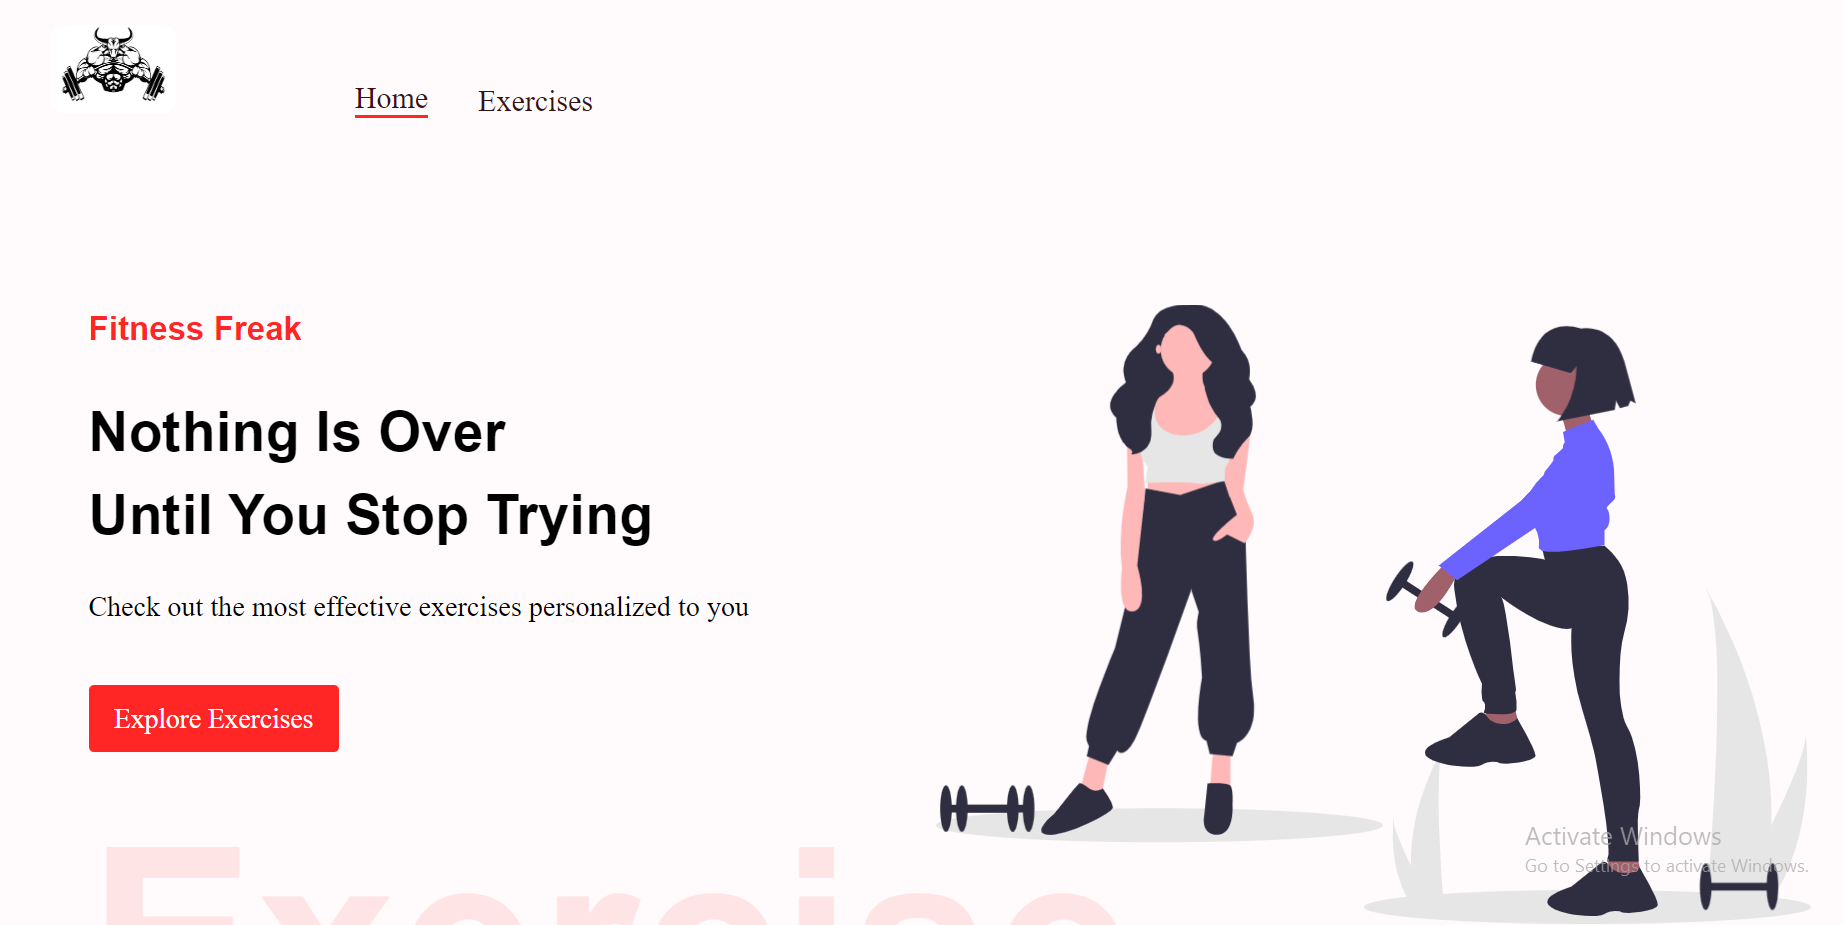 Home
Exercises
Fitness Freak
Nothing Is Over
Until You Stop Trying
Check out the most effective exercises personalized to you
Explore Exercises
Exercise
Activate Windows
Go to Settings to activate Windows.